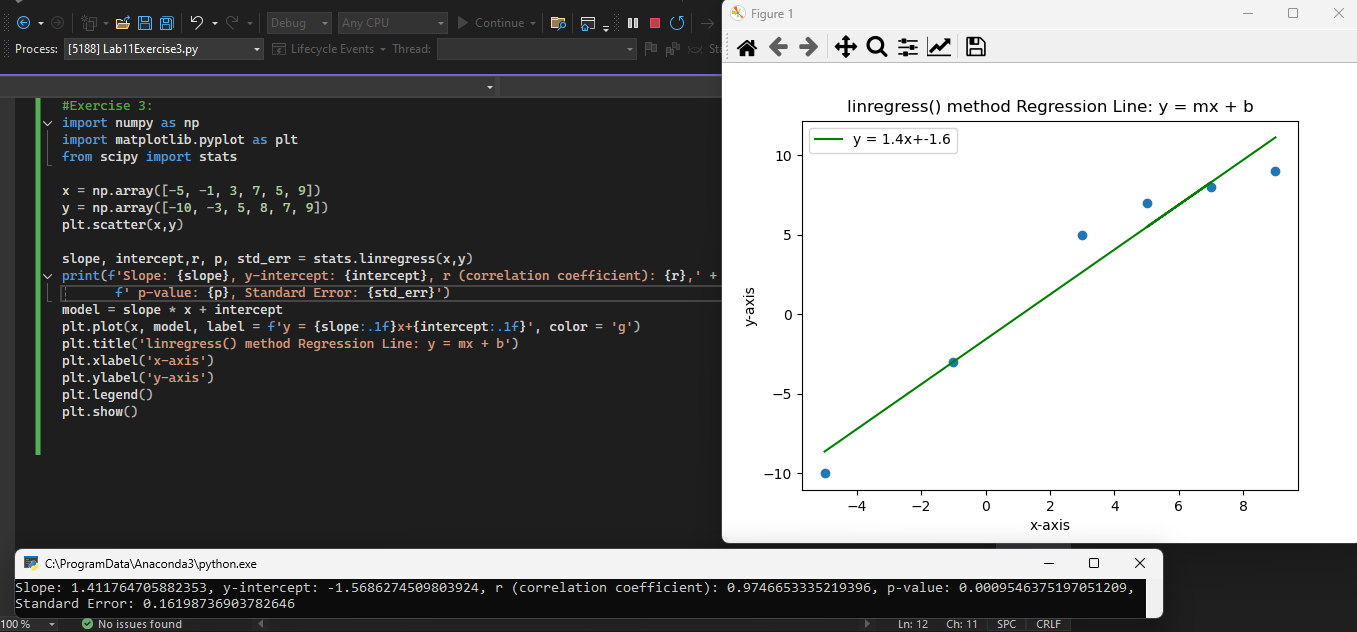 Debug
Any CPU
Continue
Process: [5188] Lab11Exercise3.py
Lifecycle Events
Thread:
#Exercise 3:
import numpy as np
import matplotlib.pyplot as plt
from scipy import stats
x = np.array([-5, -1, 3, 7, 5, 9])
y = np.array([-10, -3, 5, 8, 7, 9])
plt.scatter(x,y)
slope, intercept,r, p, std_err = stats.linregress(x,y)
print(f'Slope: {slope}, y-intercept: {intercept}, r (correlation coefficient): {r},' +
f' p-value: {p}, Standard Error: {std_err}')
model = slope * x + intercept
plt.plot(x, model, label = f'y = {slope:.1f}x+{intercept:.1f}', color = 'g')
plt.title('linregress() method Regression Line: y = mx + b')
plt.xlabel('x-axis')
plt.ylabel('y-axis')
plt.legend()
plt.show()
Figure 1
linregress() method Regression Line: y = mx + b
y = 1.4x+-1.6
10
5
0
−5
−10
y-axis
−4 −2 0 2 4 6 8
x-axis
C:\ProgramData\Anaconda3\python.exe
Slope: 1.411764705882353, y-intercept: -1.5686274509803924, r (correlation coefficient): 0.9746653335219396, p-value: 0.0009546375197051209,
Standard Error: 0.16198736903782646
100 %
No issues found
Ln: 12 Ch: 11 SPC CRLF